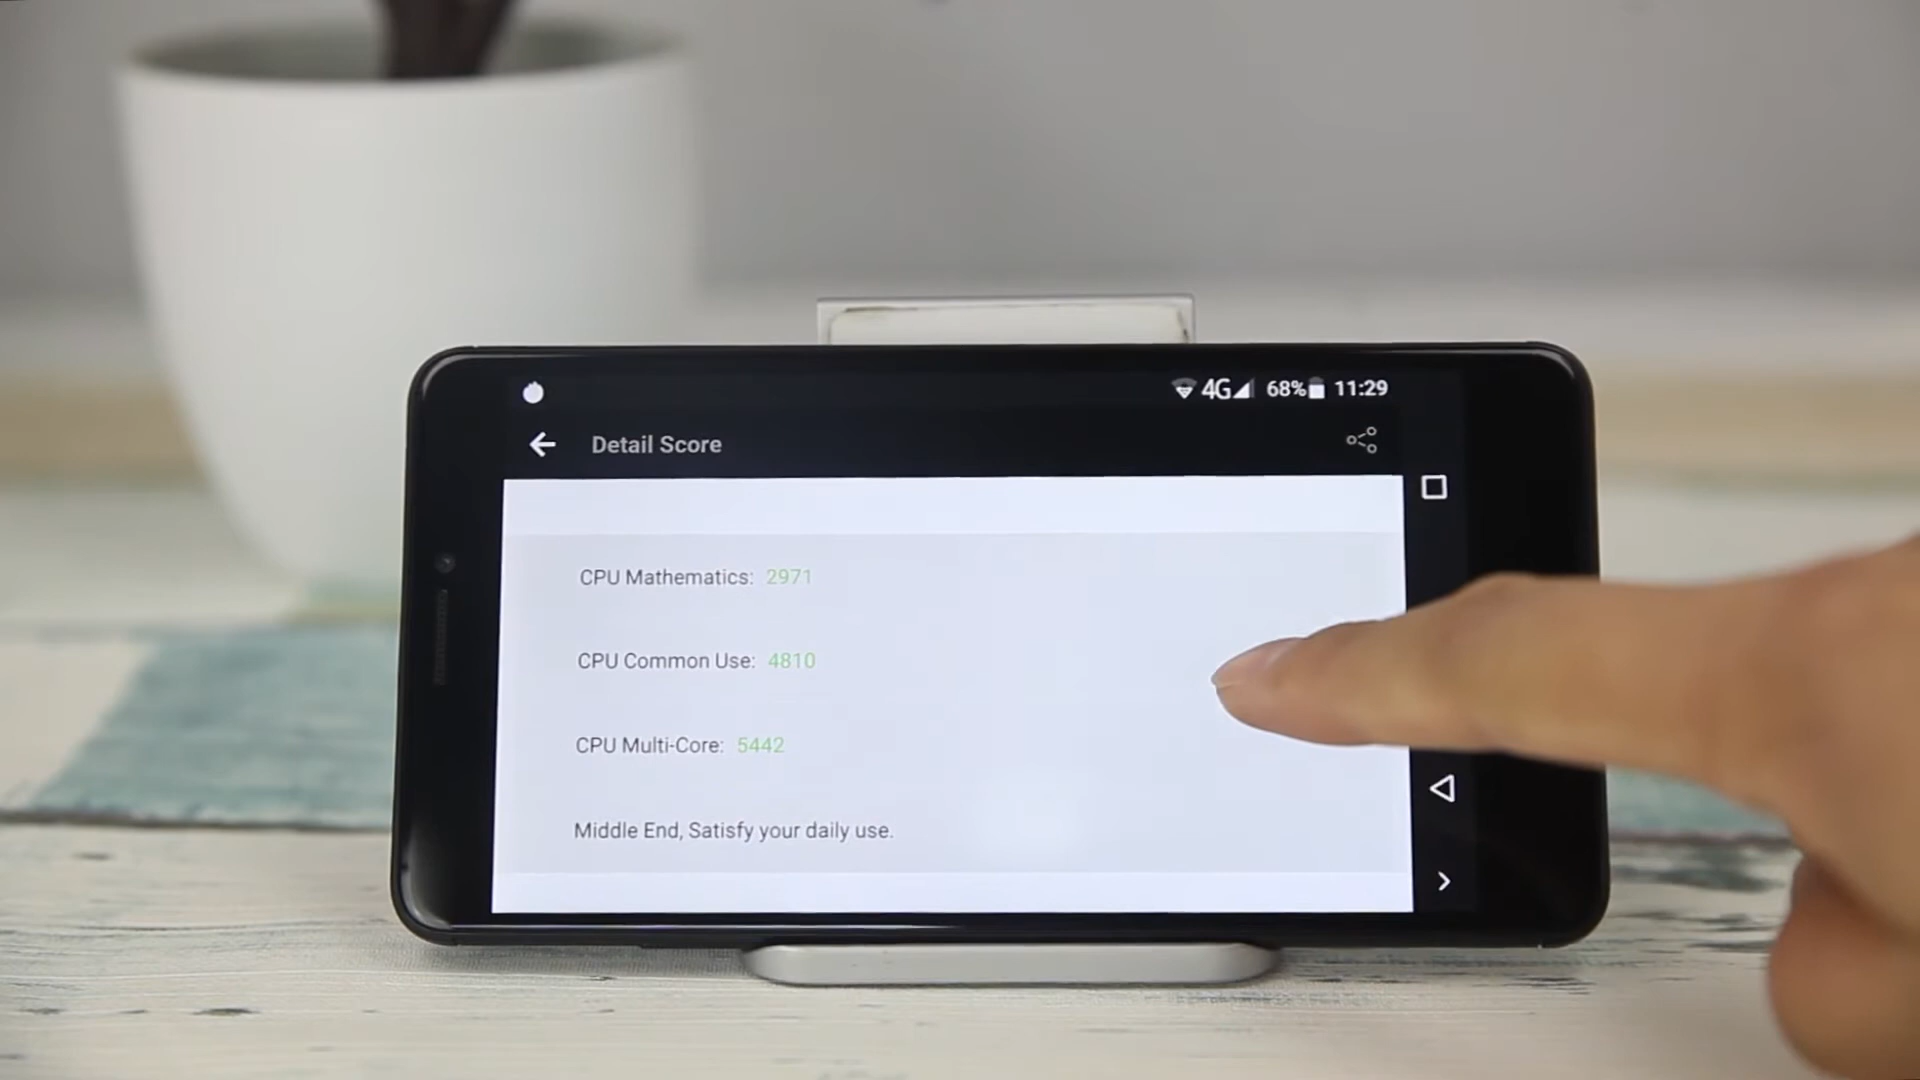 4G 68% 11:29
Detail Score
CPU Mathematics: 2971
CPU Common Use: 4810
CPU Multi-Core: 5442
Middle End, Satisfy your daily use.